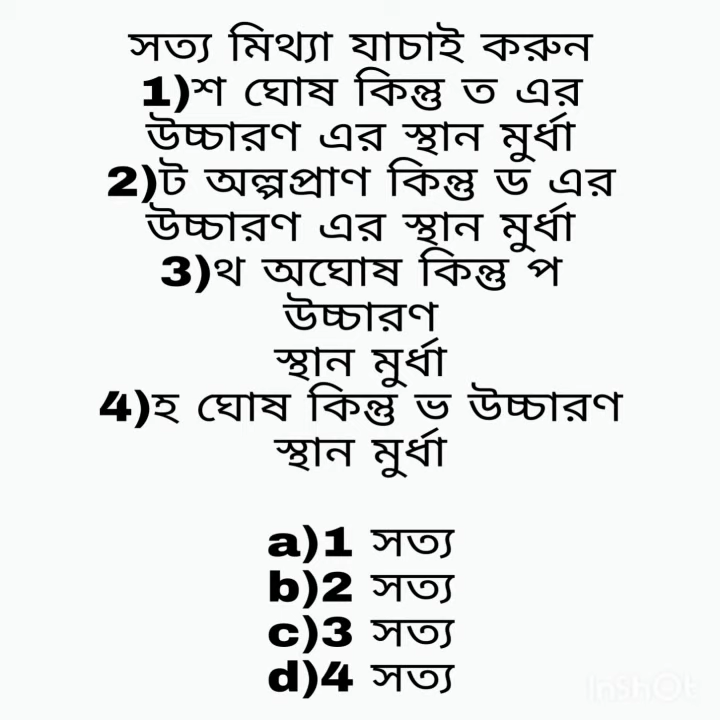 সত্য মিথ্যা যাচাই করুন
1)শ ঘোষ কিন্তু ত এর
উচ্চারণ এর স্থান মুর্ধা
2)ট অল্পপ্রাণ কিন্তু ড এর
উচ্চারণ এর স্থান মুর্ধা
3)থ অঘোষ কিন্তু প
উচ্চারণ
স্থান মুর্ধা
4)হ ঘোষ কিন্তু ভ উচ্চারণ
স্থান মুর্ধা
a)1 সত্য
b)2 সত্য
c)3 সত্য
d)4 সত্য
InShOt